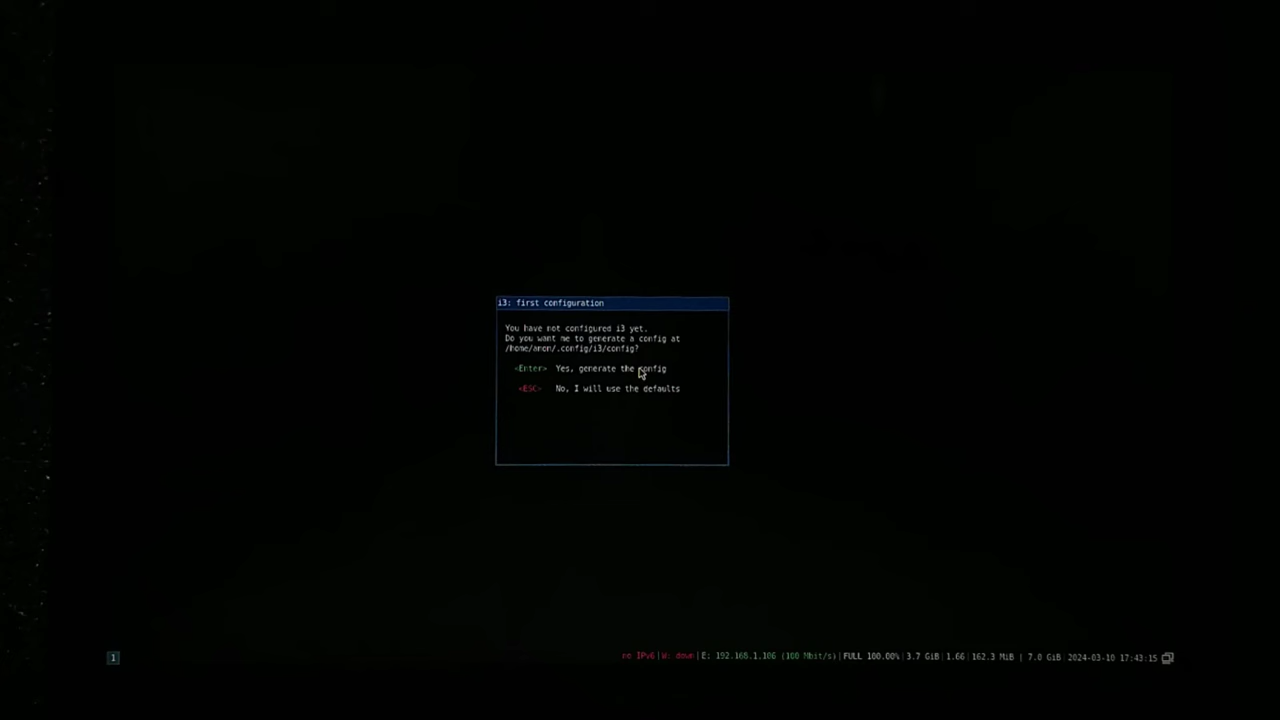 i3: first configuration
You have not configured i3 yet.
Do you want me to generate a config at
/home/anon/.config/i3/config?
<Enter> Yes, generate the config
<ESC> No, I will use the defaults
1
no IPv6|W: down|E: 192.168.1.106 (100 Mbit/s)|FULL 100.00%|3.7 GiB|1.66|162.3 MiB | 7.0 GiB|2024-03-10 17:43:15